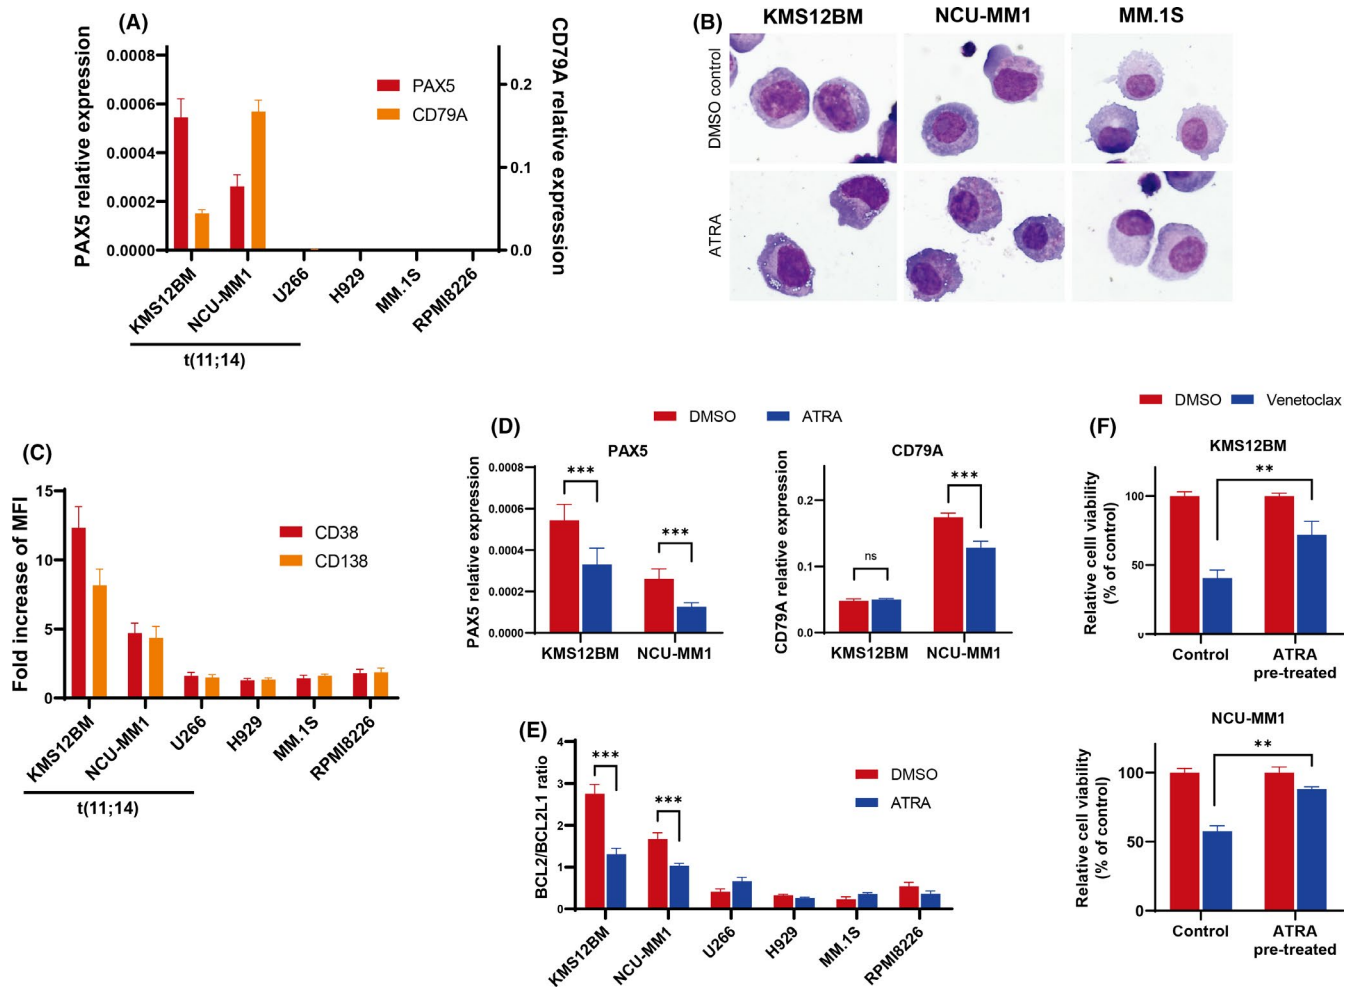 (A)
PAX5 relative expression
0.0008
0.0006
0.0004
0.0002
0.0000
PAX5
CD79A
0.2
0.1
0.0
CD79A relative expression
KMS12BM
NCU-MM1
U266
H929
MM.1S
RPMI8226
t(11;14)
(B)
KMS12BM
NCU-MM1
MM.1S
DMSO control
ATRA
(C)
Fold increase of MFI
15
10
5
0
CD38
CD138
KMS12BM
NCU-MM1
U266
H929
MM.1S
RPMI8226
t(11;14)
(D)
DMSO
ATRA
PAX5
PAX5 relative expression
0.0008
0.0006
0.0004
0.0002
0.0000
***
***
KMS12BM
NCU-MM1
CD79A
CD79A relative expression
0.2
0.1
0.0
ns
***
KMS12BM
NCU-MM1
(E)
BCL2/BCL2L1 ratio
4
3
2
1
0
***
***
DMSO
ATRA
KMS12BM
NCU-MM1
U266
H929
MM.1S
RPMI8226
DMSO
Venetoclax
(F)
KMS12BM
Relative celll viability
(% of control)
100
50
0
**
Control
ATRA
pre-treated
NCU-MM1
Relative cell viability
(% of control)
100
50
0
**
Control
ATRA
pre-treated